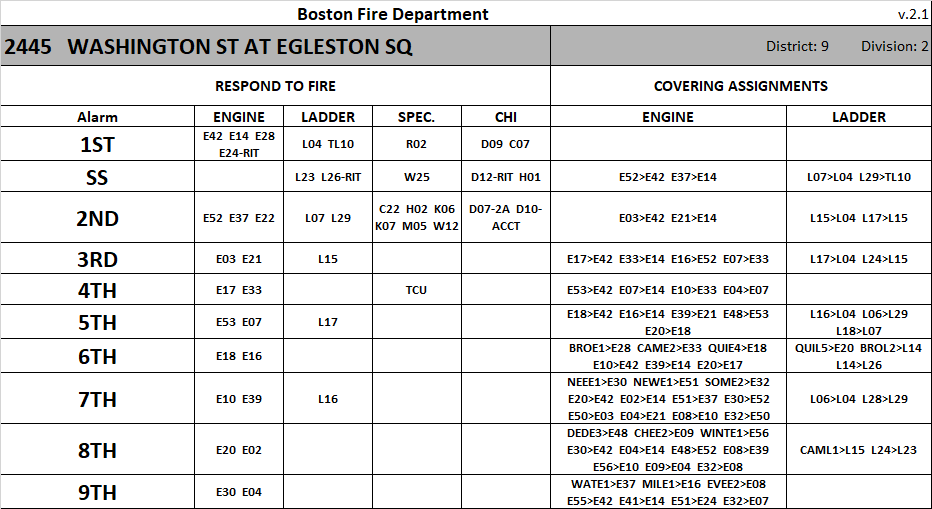 Boston Fire Department v.2.1
2445 WASHINGTON ST AT EGLESTON SQ District: 9 Division: 2
RESPOND TO FIRE COVERING ASSIGNMENTS
Alarm ENGINE LADDER SPEC. CHI ENGINE LADDER
1ST E42 E14 E28 L04 TL10 R02 D09 C07
E24-RIT
SS L23 L26-RIT W25 D12-RIT H01 E52>E42 E37>E14 L07>L04 L29>TL10
2ND E52 E37 E22 L07 L29 C22 H02 K06 D07-2A D10- E03>E42 E21>E14 L15>L04 L17>L15
K07 M05 W12 ACCT
3RD E03 E21 L15 E17>E42 E33>E14 E16>E52 E07>E33 L17>L04 L24>L15
4TH E17 E33 TCU E53>E42 E07>E14 E10>E33 E04>E07
5TH E53 E07 L17 E18>E42 E16>E14 E39>E21 E48>E53 L16>L04 L06>L29
E20>E18 L18>L07
6TH E18 E16 BROE1>E28 CAME2>E33 QUIE4>E18 QUIL5>E20 BROL2>L14
E10>E42 E39>E14 E20>E17 L14>L26
7TH E10 E39 L16 NEEE1>E30 NEWE1>E51 SOME2>E32 L06>L04 L28>L29
E20>E42 E02>E14 E51>E37 E30>E52
E50>E03 E04>E21 E08>E10 E32>E50
8TH E20 E02 DEDE3>E48 CHEE2>E09 WINTE1>E56 CAML1>L15 L24>L23
E30>E42 E04>E14 E48>E52 E08>E39
E56>E10 E09>E04 E32>E08
9TH E30 E04 WATE1>E37 MILE1>E16 EVEE2>E08
E55>E42 E41>E14 E51>E24 E32>E07